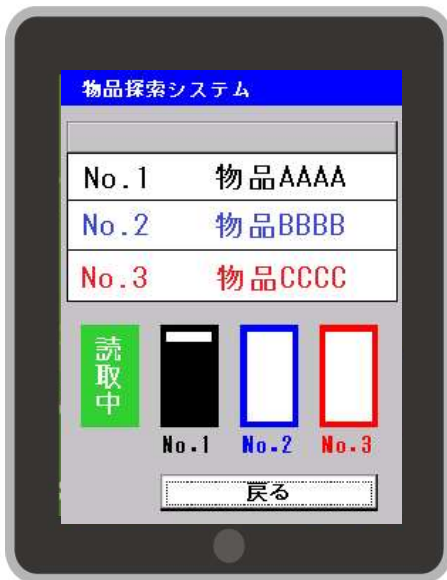 物品探索システム
No.1 物品AAAA
No.2 物品BBBB
No.3 物品CCCC
読取中
No.1 No.2 No.3
戻る